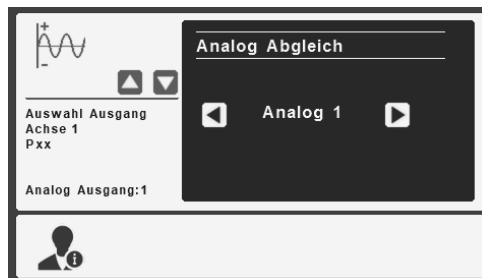 Analog Abgleich
Auswahl Ausgang
Achse 1
Pxx
Analog Ausgang:1
Analog 1